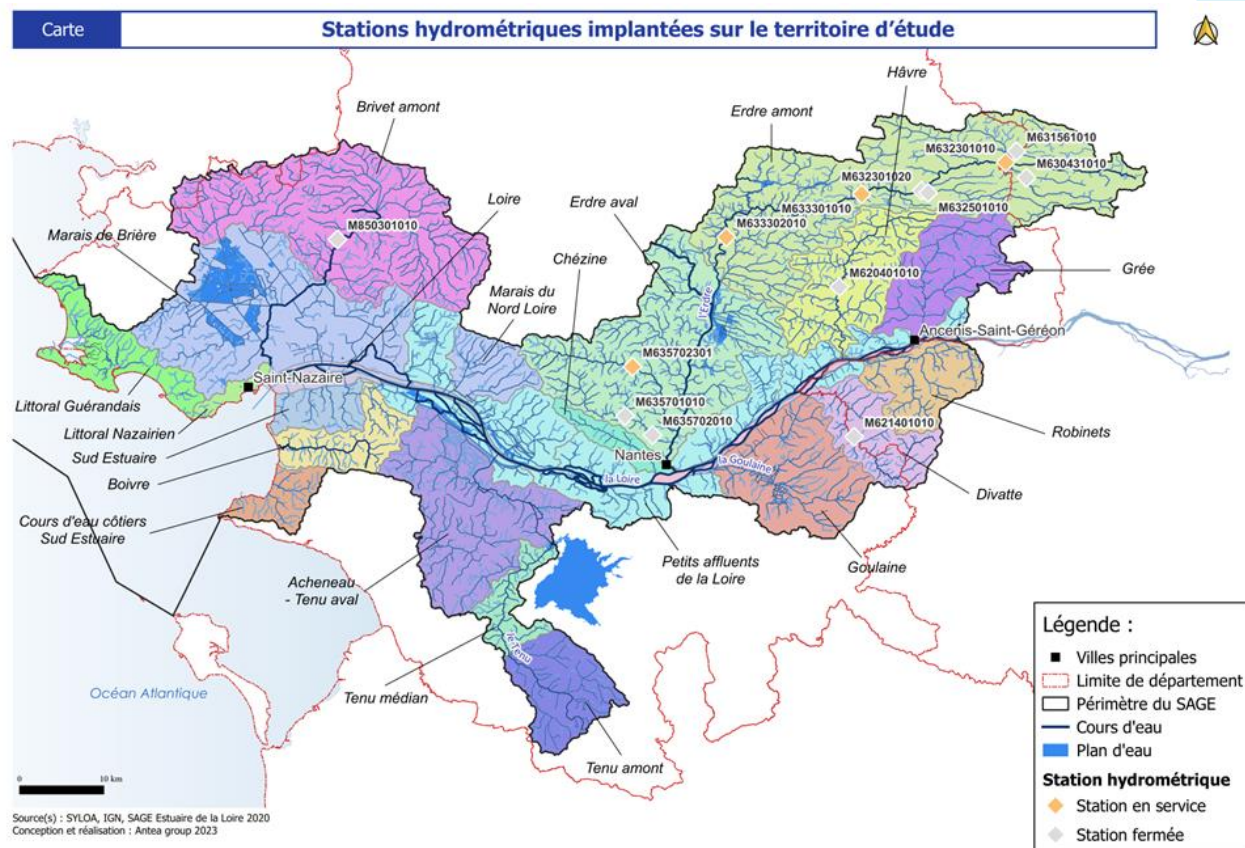 Carte
Stations hydrométriques implantées sur le territoire d'étude
Hâvre
Brivet amont
Erdre amont
M631561010
M632301010
M630431010
Loire
M632301020
Erdre aval
M633301010
M632501010
M850301010
Marais de Brière
M633302010
Chézine
Grée
M620401010
Marais du
Nord Loire
l'Erdre
Ancenis-Saint-Géréon
M635702301
Saint-Nazaire
Littoral Guérandais
M635701010
Littoral Nazairien
M635702010
M621401010
Robinets
Sud Estuaire
Nantes
la Goulaine
Boivre
la Loire
Divatte
Cours d'eau côtiers
Sud Estuaire
Petits affluents
de la Loire
Goulaine
Acheneau
- Tenu aval
le Tenu
Océan Atlantique
Tenu médian
Tenu amont
Légende :
Villes principales
Limite de département
Périmètre du SAGE
Cours d'eau
Plan d'eau
Station hydrométrique
Station en service
Station fermée
0 10 km
Source(s) : SYLOA, IGN, SAGE Estuaire de la Loire 2020
Conception et réalisation : Antea group 2023